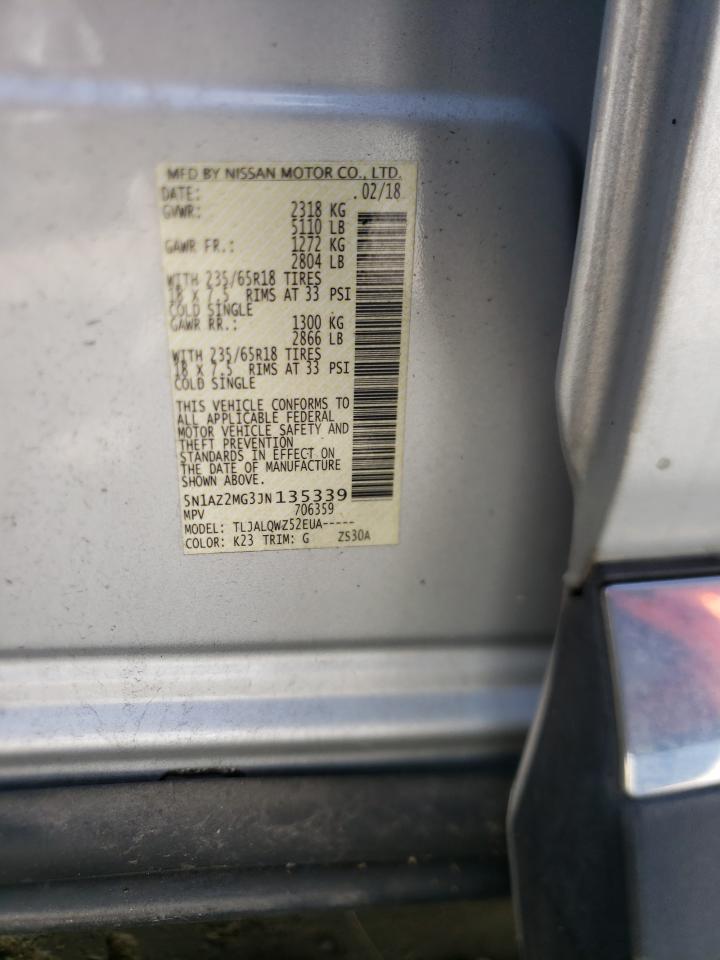 MFD BY NISSAN MOTOR CO., LTD.
DATE: .02/18
GVWR: 2318 KG
5110 LB
GAWR FR.: 1272 KG
2804 LB
WITH 235/65R18 TIRES
18 X 7.5 RIMS AT 33 PSI
COLD SINGLE
GAWR RR.: 1300 KG
2866 LB
WITH 235/65R18 TIRES
18 X 7.5 RIMS AT 33 PSI
COLD SINGLE
THIS VEHICLE CONFORMS TO
ALL APPLICABLE FEDERAL
MOTOR VEHICLE SAFETY AND
THEFT PREVENTION
STANDARDS IN EFFECT ON
THE DATE OF MANUFACTURE
SHOWN ABOVE.
5N1AZ2MG3JN135339
MPV 706359
MODEL: TLJALQWZ52EUA-----
COLOR: K23 TRIM: G ZS30A